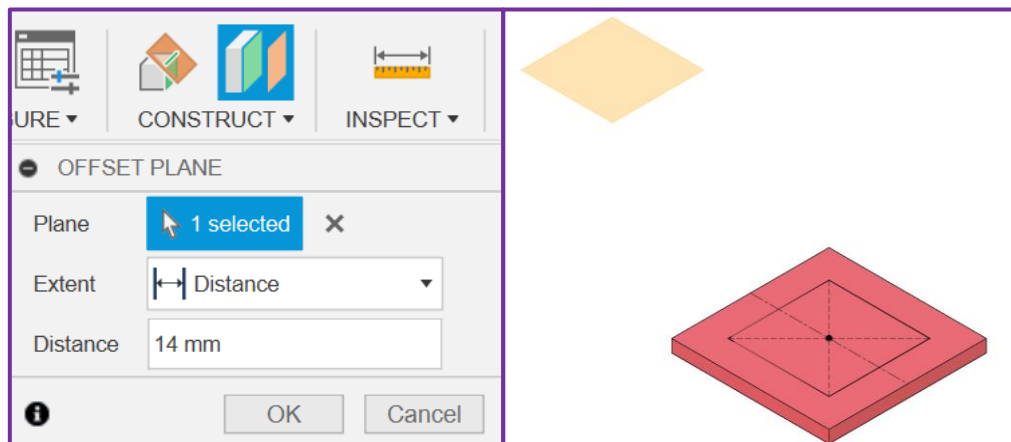 URE CONSTRUCT INSPECT
OFFSET PLANE
Plane 1 selected
Extent Distance
Distance 14 mm
OK Cancel